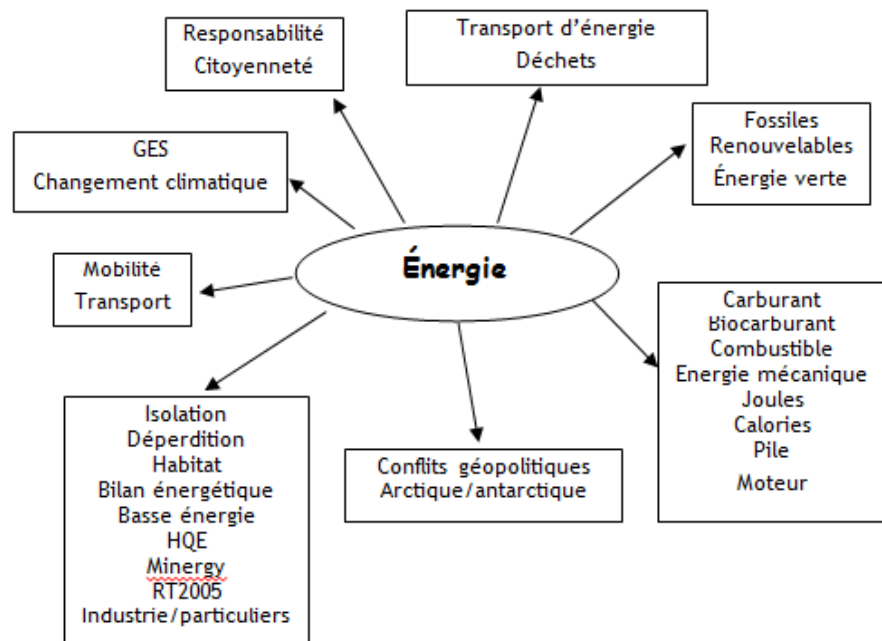 Responsabilité
Citoyenneté
Transport d’énergie
Déchets
Fossiles
Renouvelables
Énergie verte
GES
Changement climatique
Énergie
Mobilité
Transport
Carburant
Biocarburant
Combustible
Energie mécanique
Joules
Calories
Pile
Moteur
Isolation
Déperdition
Habitat
Bilan énergétique
Basse énergie
HQE
Minergy
RT2005
Industrie/particuliers
Conflits géopolitiques
Arctique/antarctique